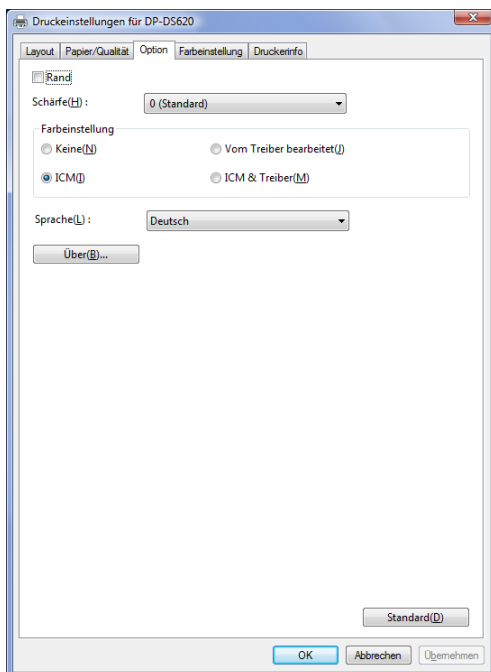 Druckeinstellungen für DP-DS620
Layout Papier/Qualität Option Farbeinstellung Druckerinfo
Rand
Schärfe(H) : 0 (Standard)
Farbeinstellung
Keine(N) Vom Treiber bearbeitet(J)
ICM(I) ICM & Treiber(M)
Sprache(L) : Deutsch
Über(B)...
Standard(D)
OK Abbrechen Übernehmen